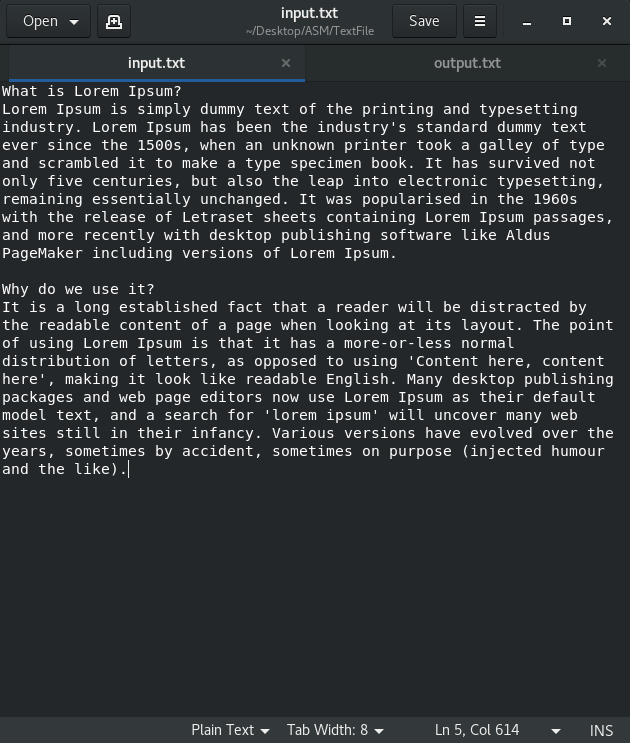 Open
input.txt
~/Desktop/ASM/TextFile
Save
input.txt
output.txt
What is Lorem Ipsum?
Lorem Ipsum is simply dummy text of the printing and typesetting
industry. Lorem Ipsum has been the industry's standard dummy text
ever since the 1500s, when an unknown printer took a galley of type
and scrambled it to make a type specimen book. It has survived not
only five centuries, but also the leap into electronic typesetting,
remaining essentially unchanged. It was popularised in the 1960s
with the release of Letraset sheets containing Lorem Ipsum passages,
and more recently with desktop publishing software like Aldus
PageMaker including versions of Lorem Ipsum.
Why do we use it?
It is a long established fact that a reader will be distracted by
the readable content of a page when looking at its layout. The point
of using Lorem Ipsum is that it has a more-or-less normal
distribution of letters, as opposed to using 'Content here, content
here', making it look like readable English. Many desktop publishing
packages and web page editors now use Lorem Ipsum as their default
model text, and a search for 'lorem ipsum' will uncover many web
sites still in their infancy. Various versions have evolved over the
years, sometimes by accident, sometimes on purpose (injected humour
and the like).
Plain Text Tab Width: 8 Ln 5, Col 614 INS